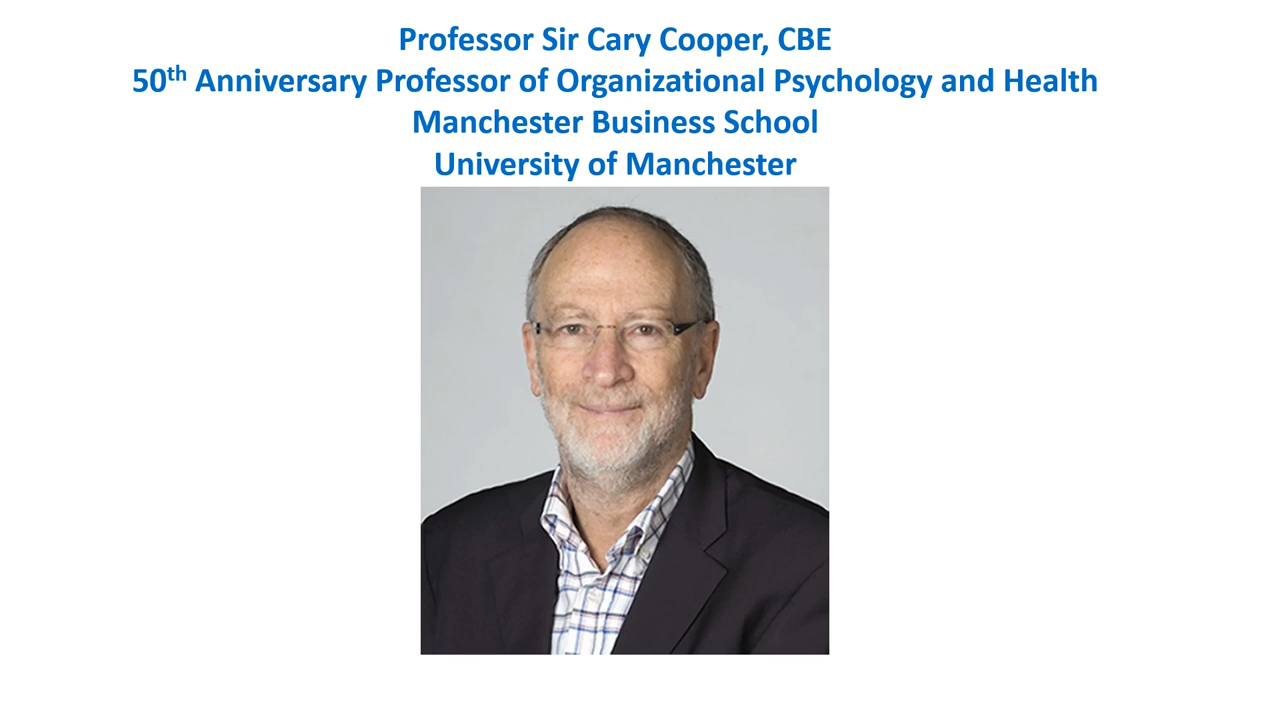 Professor Sir Cary Cooper, CBE
50th Anniversary Professor of Organizational Psychology and Health
Manchester Business School
University of Manchester